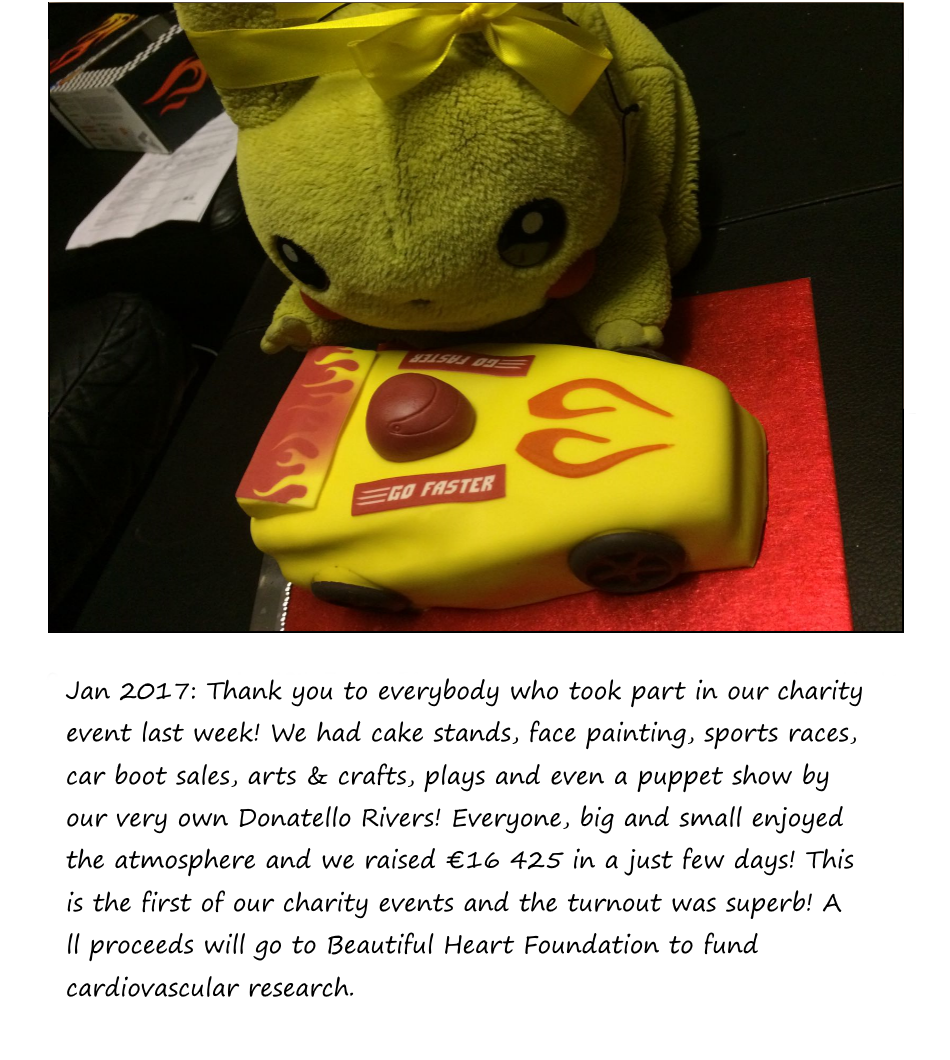 GO FASTER
GO FASTER
Jan 2017: Thank you to everybody who took part in our charity
event last week! We had cake stands, face painting, sports races,
car boot sales, arts & crafts, plays and even a puppet show by
our very own Donatello Rivers! Everyone, big and small enjoyed
the atmosphere and we raised €16 425 in a just few days! This
is the first of our charity events and the turnout was superb! A
ll proceeds will go to Beautiful Heart Foundation to fund
cardiovascular research.